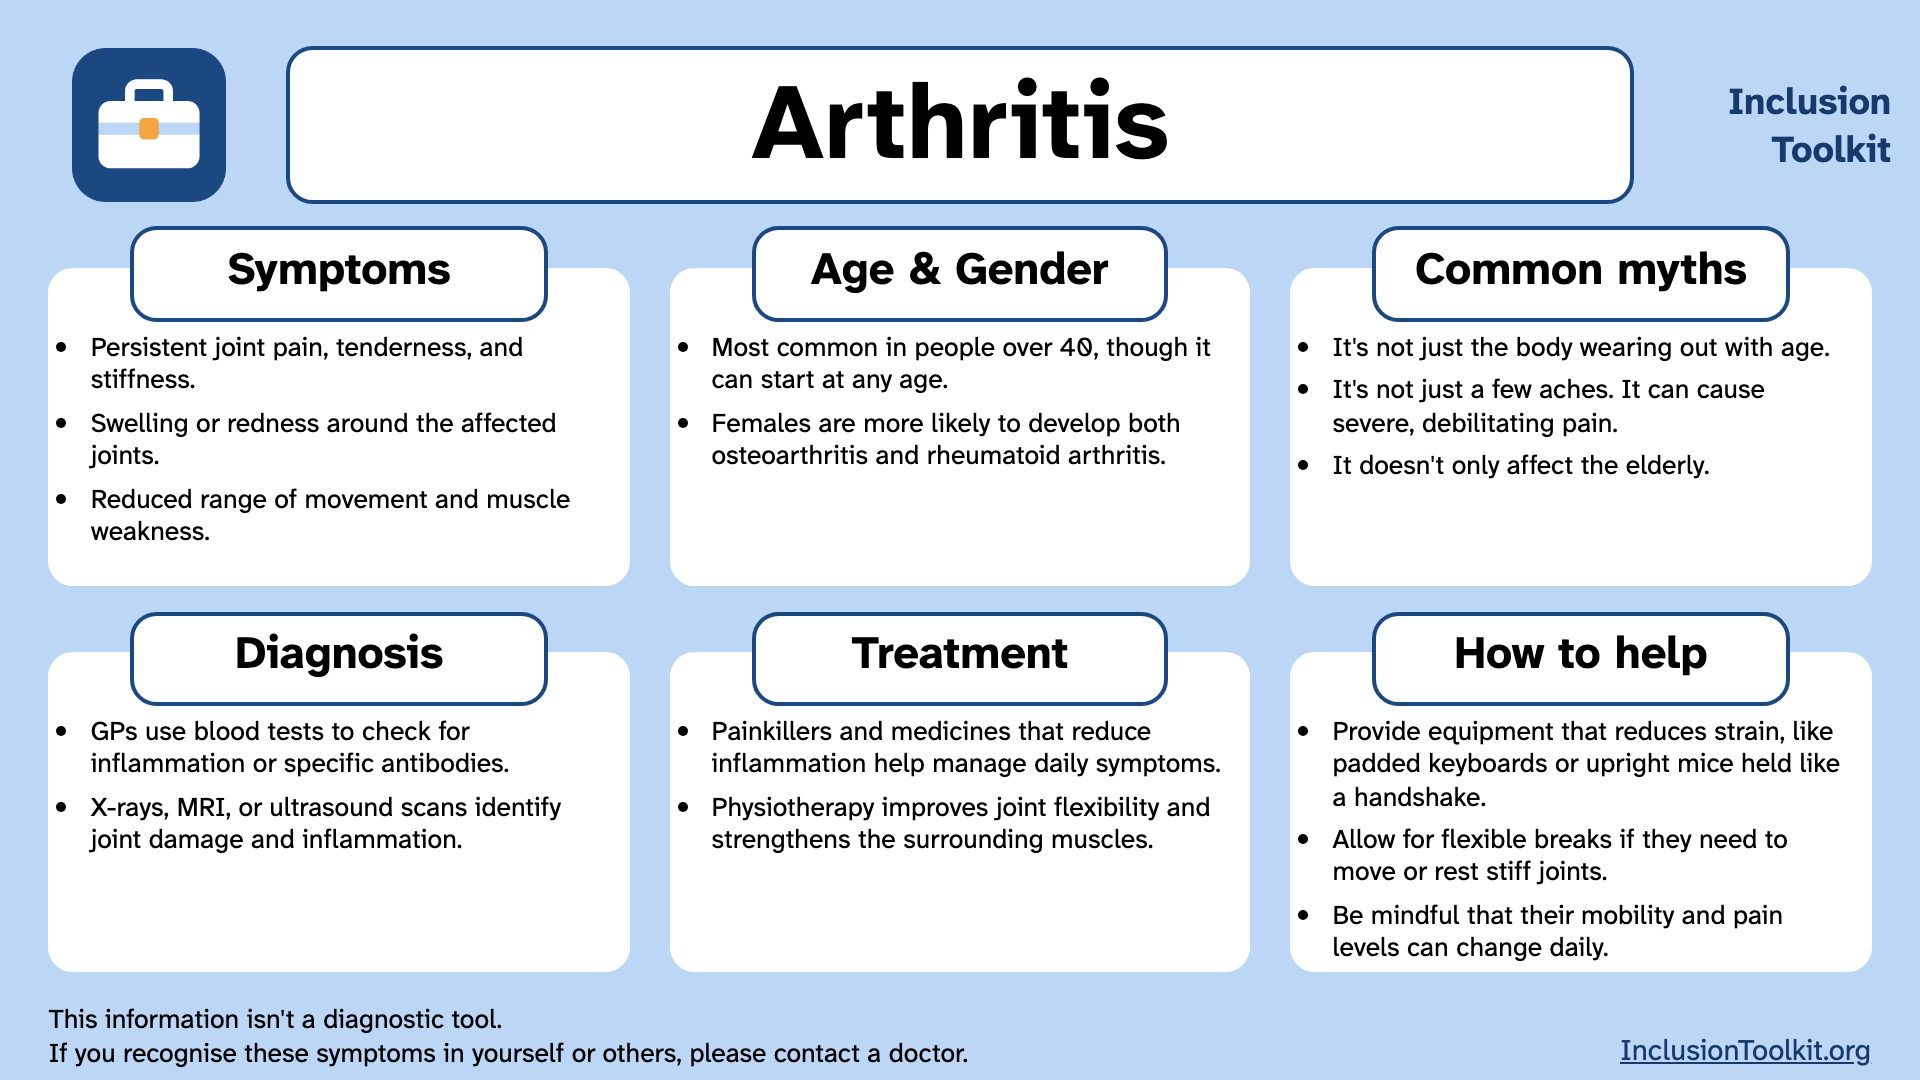 Arthritis
Inclusion
Toolkit
Symptoms
• Persistent joint pain, tenderness, and
stiffness.
• Swelling or redness around the affected
joints.
• Reduced range of movement and muscle
weakness.
Age & Gender
• Most common in people over 40, though it
can start at any age.
• Females are more likely to develop both
osteoarthritis and rheumatoid arthritis.
Common myths
• It's not just the body wearing out with age.
• It's not just a few aches. It can cause
severe, debilitating pain.
• It doesn't only affect the elderly.
Diagnosis
• GPs use blood tests to check for
inflammation or specific antibodies.
• X-rays, MRI, or ultrasound scans identify
joint damage and inflammation.
Treatment
• Painkillers and medicines that reduce
inflammation help manage daily symptoms.
• Physiotherapy improves joint flexibility and
strengthens the surrounding muscles.
How to help
• Provide equipment that reduces strain, like
padded keyboards or upright mice held like
a handshake.
• Allow for flexible breaks if they need to
move or rest stiff joints.
• Be mindful that their mobility and pain
levels can change daily.
This information isn't a diagnostic tool.
If you recognise these symptoms in yourself or others, please contact a doctor.
InclusionToolkit.org